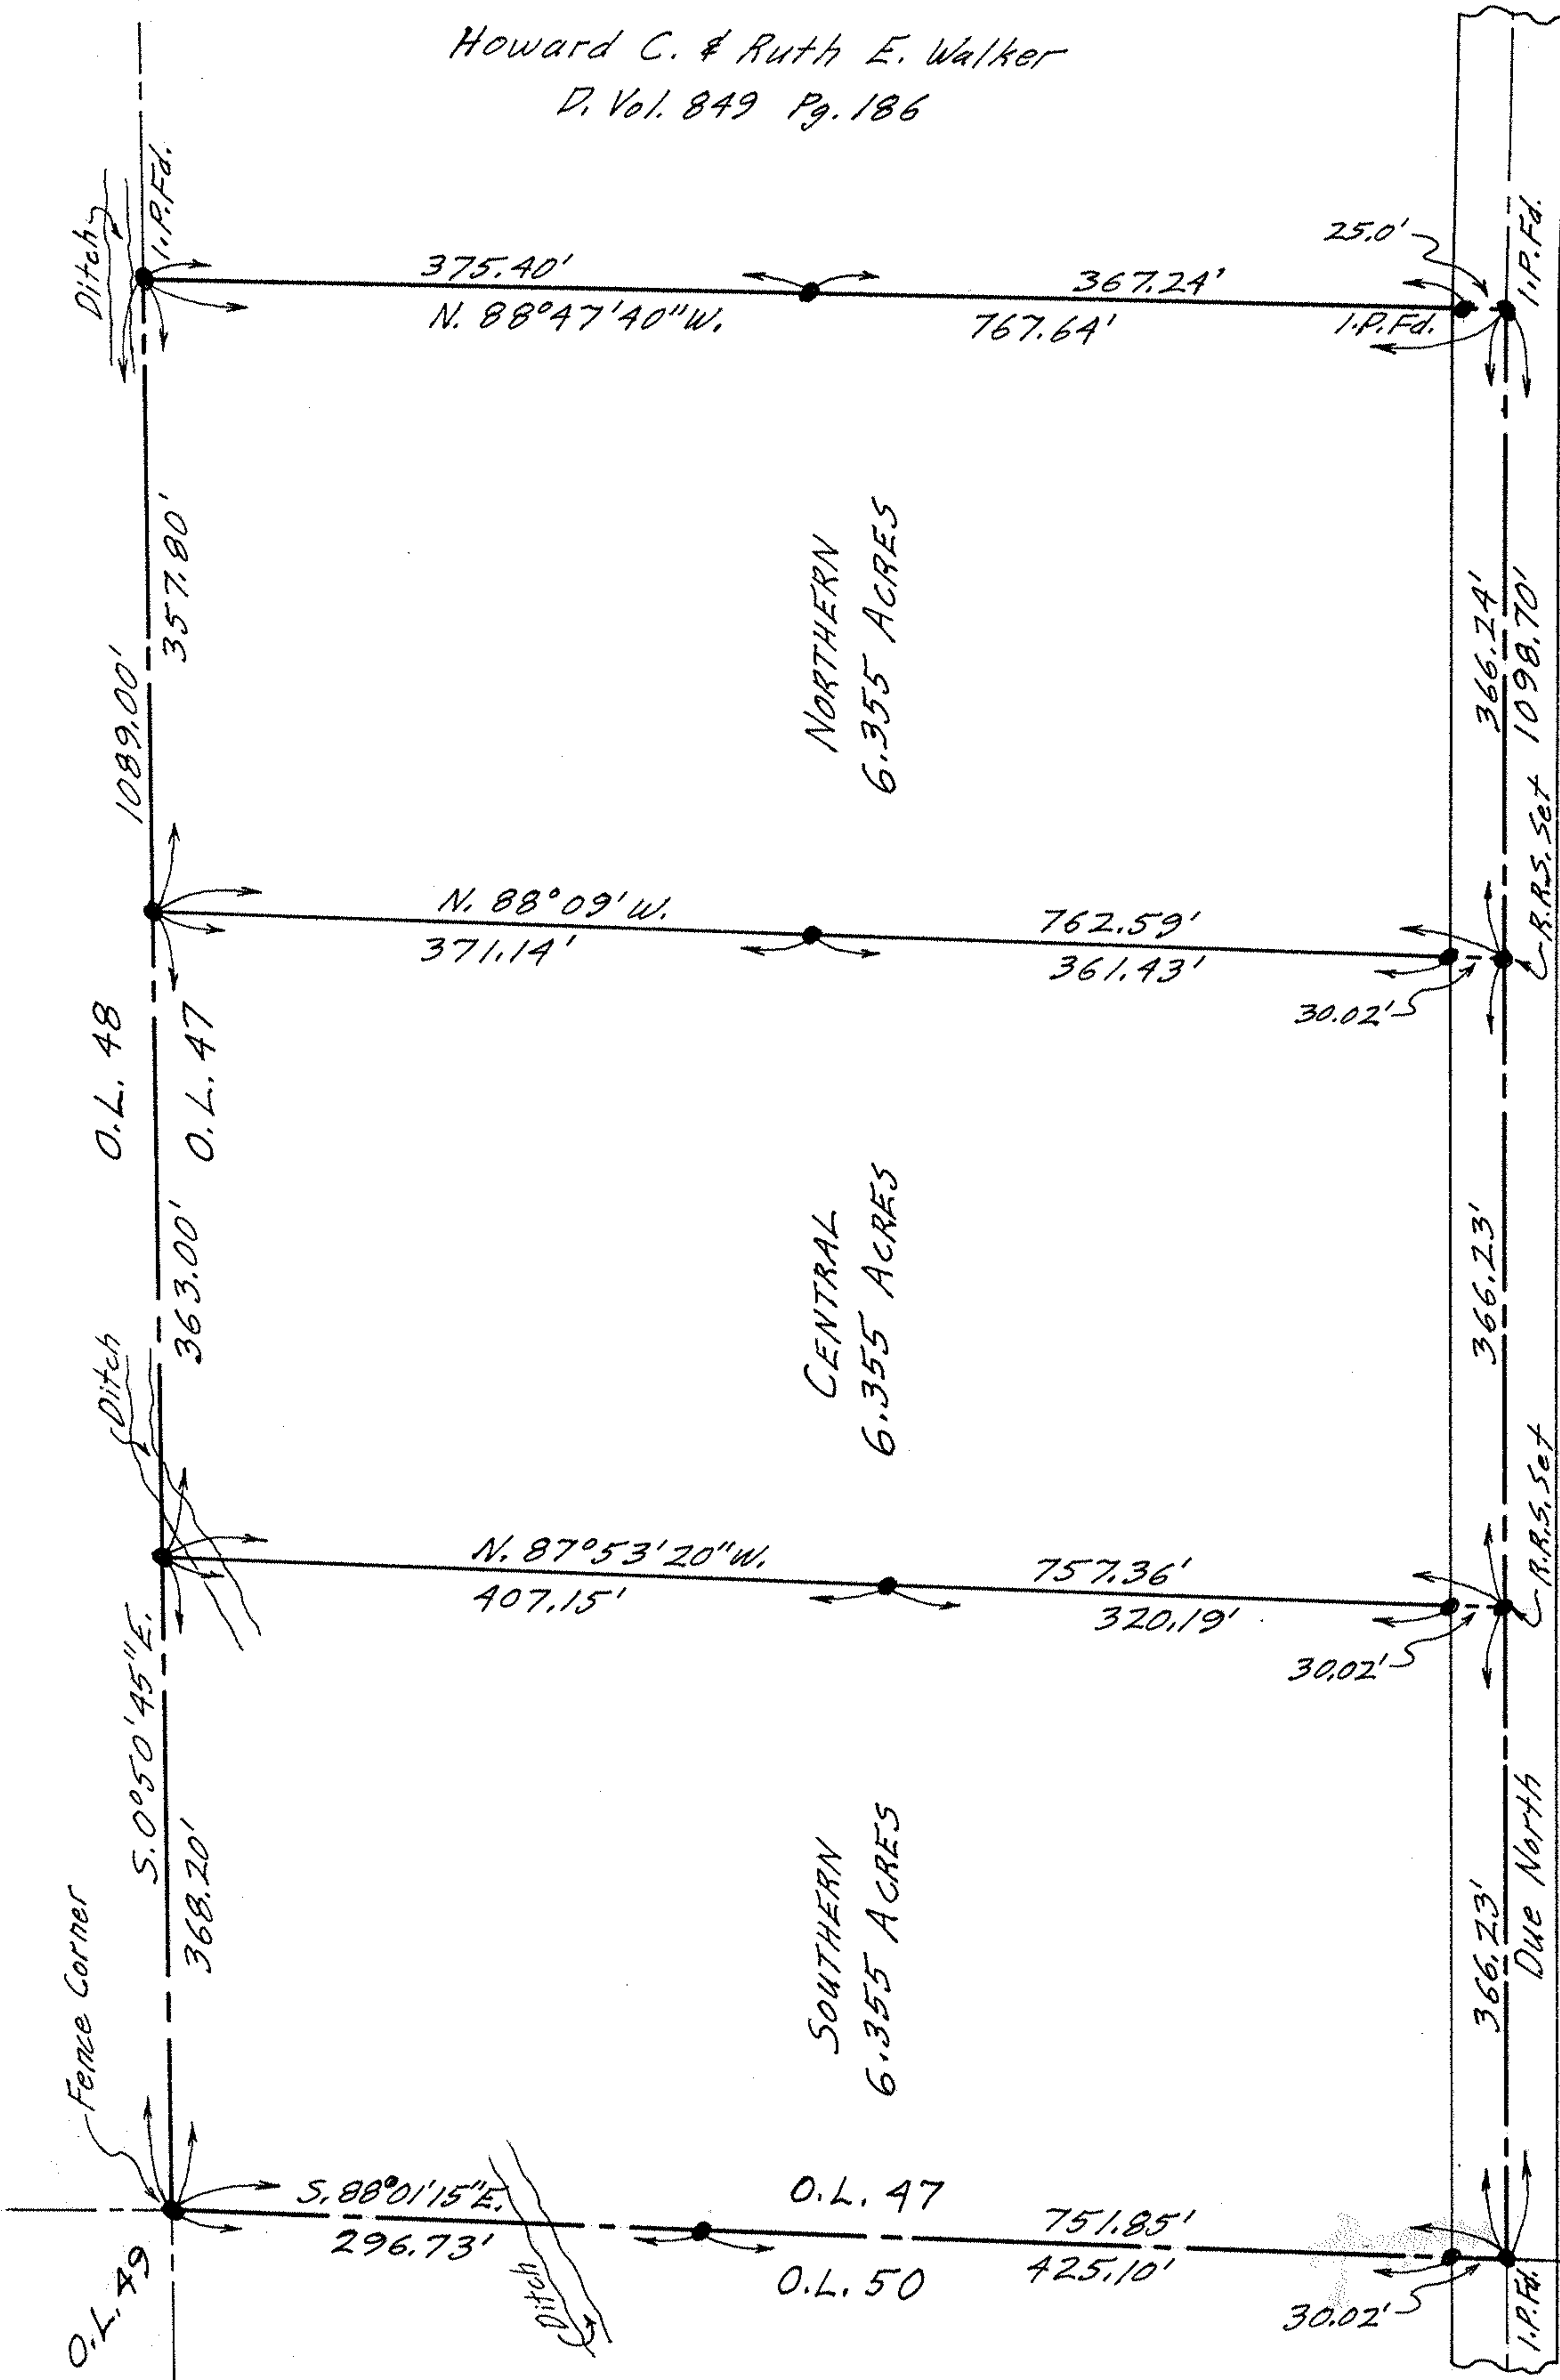 Howard C. & Ruth E. Walker
D. Vol. 849 Pg. 186
Ditch
I.P.Fd.
375.40'
N. 88°47'40"W.
367.24'
767.64'
25.0'
I.P.Fd.
I.P.Fd.
1089.00'
357.80'
NORTHERN
6.355 ACRES
366.24'
1098.70'
N. 88°09'W.
371.14'
762.59'
361.43'
30.02'
R.R.S. Set
O.L. 48
O.L. 47
363.00'
Ditch
CENTRAL
6.355 ACRES
366.23'
N. 87°53'20"W.
407.15'
757.36'
320.19'
30.02'
R.R.S. Set
S. 0°50'45"E.
368.20'
Fence Corner
SOUTHERN
6.355 ACRES
366.23'
Due North
S. 88°01'15"E.
296.73'
O.L. 47
751.85'
O.L. 50
425.10'
30.02'
I.P.Fd.
O.L. 49
Ditch